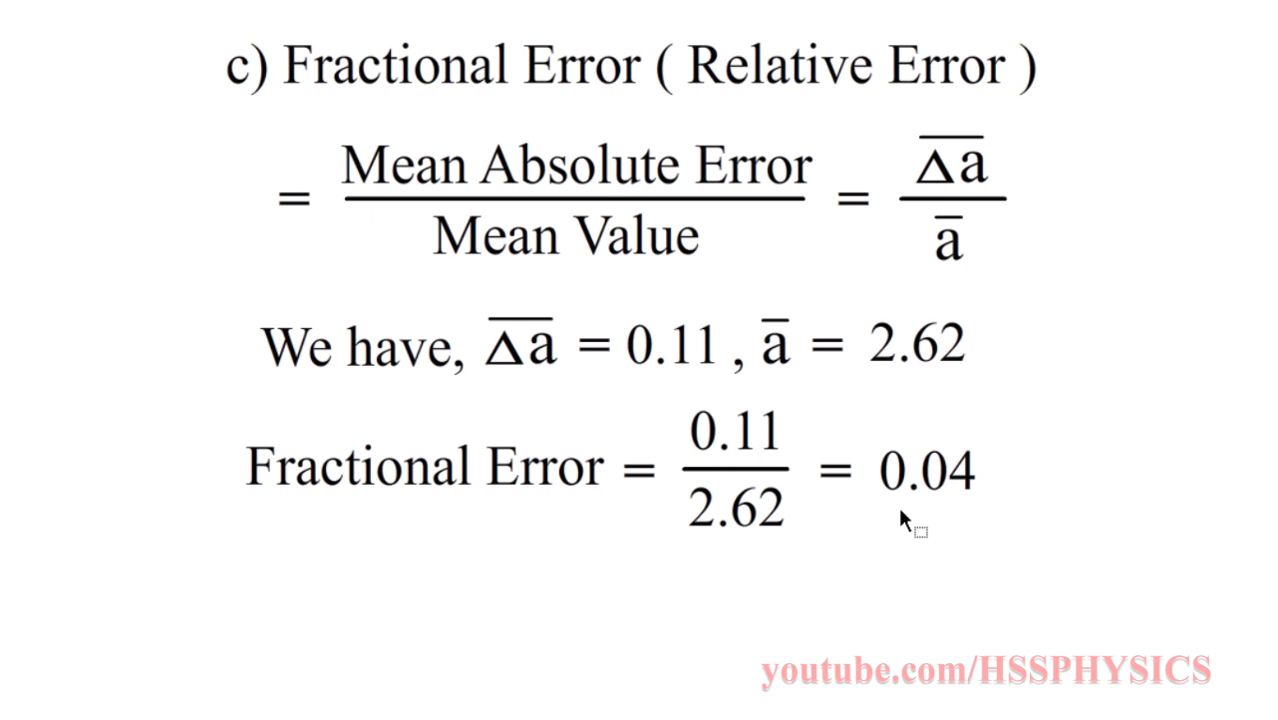 c) Fractional Error ( Relative Error )
= Mean Absolute Error / Mean Value = Δa̅ / a̅
We have, Δa̅ = 0.11 , a̅ = 2.62
Fractional Error = 0.11 / 2.62 = 0.04
youtube.com/HSSPHYSICS